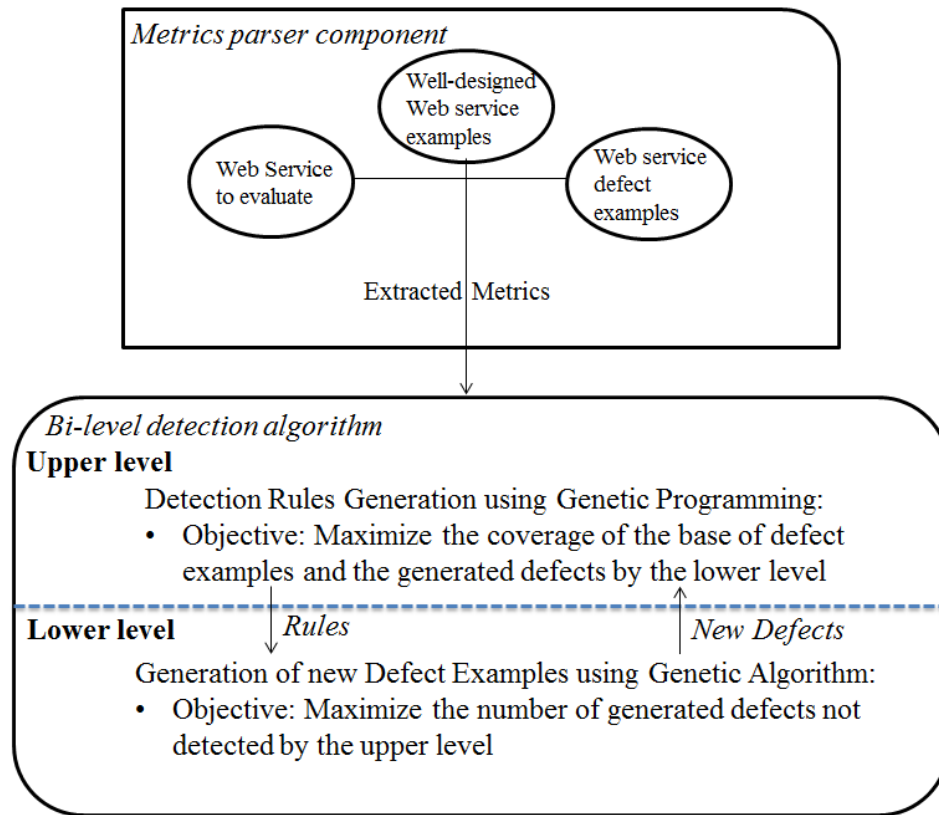 Metrics parser component
Well-designed
Web service
examples
Web Service
to evaluate
Web service
defect
examples
Extracted Metrics
Bi-level detection algorithm
Upper level
Detection Rules Generation using Genetic Programming:
• Objective: Maximize the coverage of the base of defect
examples and the generated defects by the lower level
Rules
New Defects
Lower level
Generation of new Defect Examples using Genetic Algorithm:
• Objective: Maximize the number of generated defects not
detected by the upper level